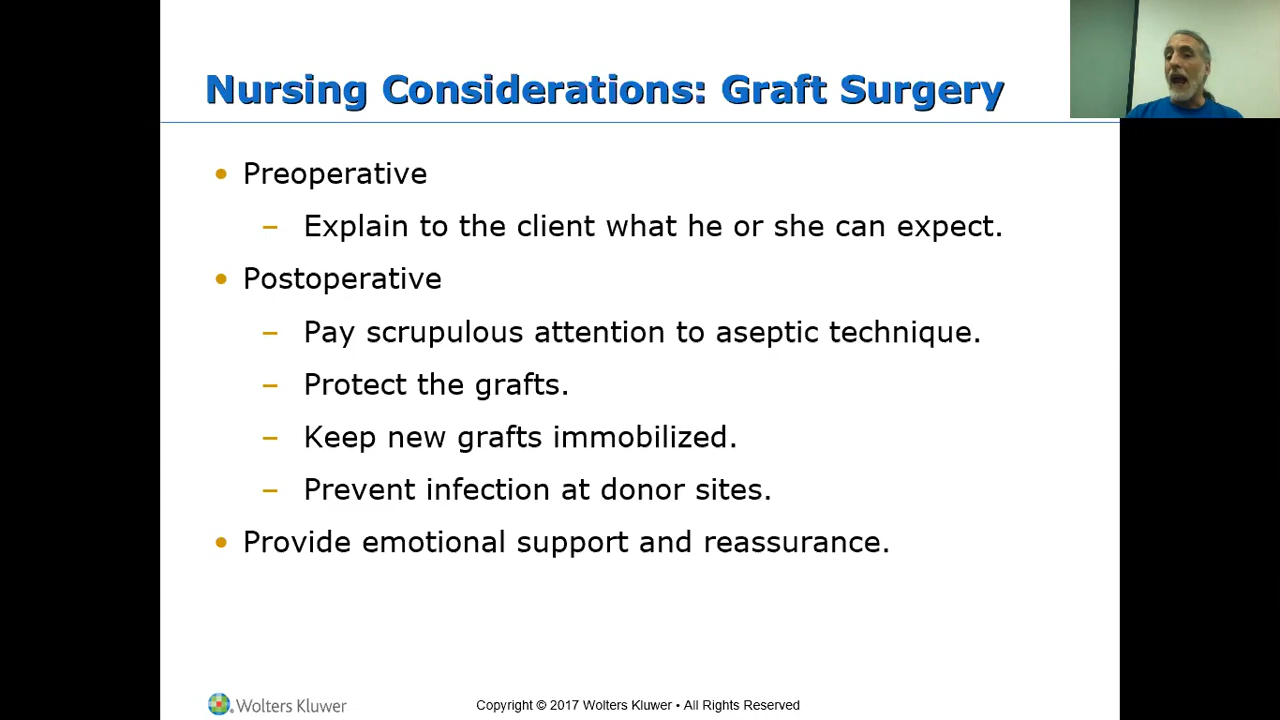 Nursing Considerations: Graft Surgery
• Preoperative
– Explain to the client what he or she can expect.
• Postoperative
– Pay scrupulous attention to aseptic technique.
– Protect the grafts.
– Keep new grafts immobilized.
– Prevent infection at donor sites.
• Provide emotional support and reassurance.
Wolters Kluwer
Copyright © 2017 Wolters Kluwer • All Rights Reserved